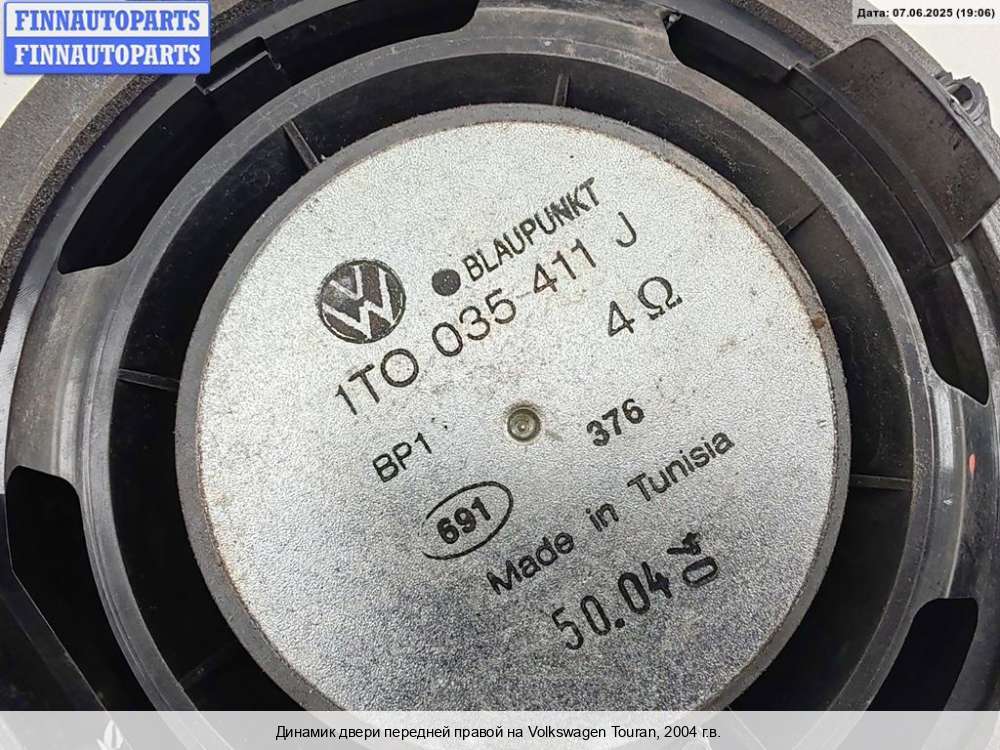 FINNAUTOPARTS
FINNAUTOPARTS
Дата: 07.06.2025 (19:06)
BLAUPUNKT
1TO 035 411 J
4Ω
BP1
376
691
Made in Tunisia
50.04 04
Динамик двери передней правой на Volkswagen Touran, 2004 г.в.